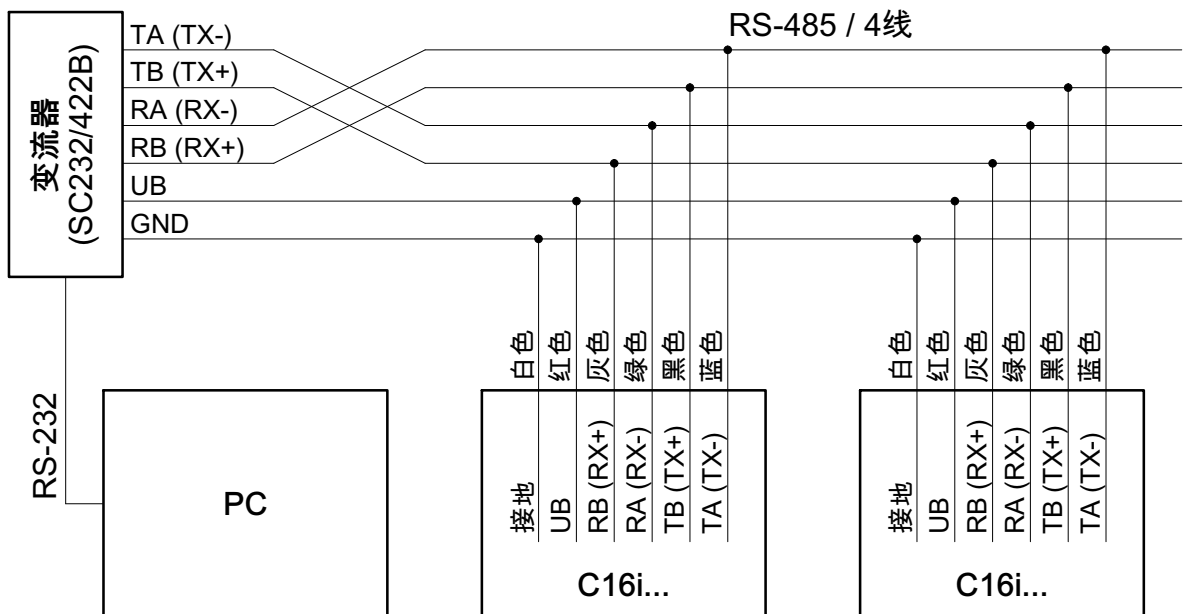 RS-485 / 4线
变流器
(SC232/422B)
TA (TX-)
TB (TX+)
RA (RX-)
RB (RX+)
UB
GND
RS-232
PC
白色
红色
灰色
绿色
黑色
蓝色
接地
UB
RB (RX+)
RA (RX-)
TB (TX+)
TA (TX-)
C16i...
白色
红色
灰色
绿色
黑色
蓝色
接地
UB
RB (RX+)
RA (RX-)
TB (TX+)
TA (TX-)
C16i...